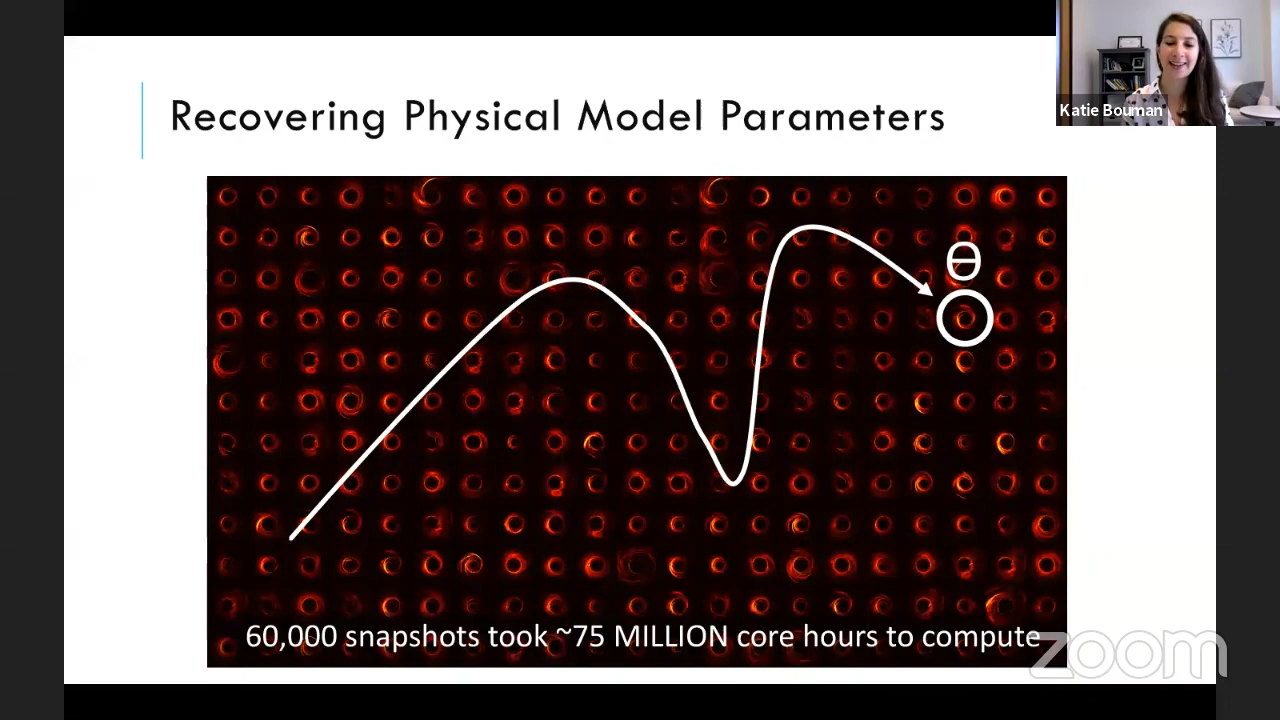 Recovering Physical Model Parameters
Katie Bouman
Θ
60,000 snapshots took ~75 MILLION core hours to compute
zoom